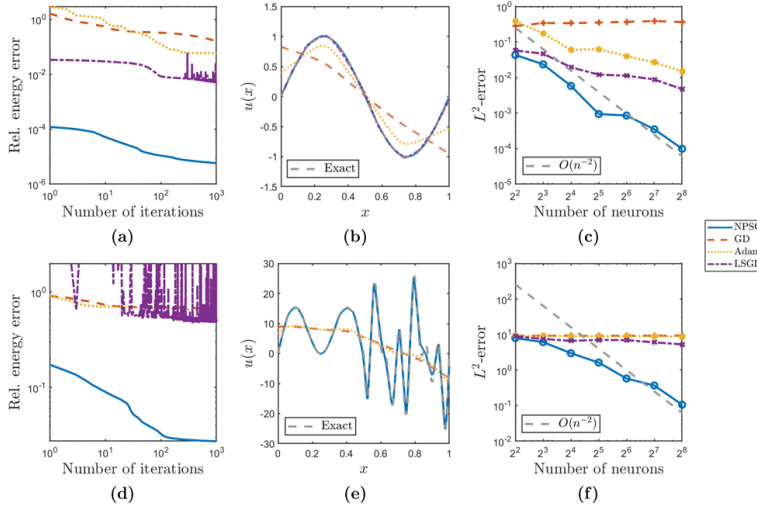 Rel. energy error
10^0
10^-2
10^-4
10^-6
10^0 10^1 10^2 10^3
Number of iterations
(a)
u(x)
1.5
1
0.5
0
-0.5
-1
-1.5
Exact
0 0.2 0.4 0.6 0.8 1
x
(b)
L^2-error
10^0
10^-1
10^-2
10^-3
10^-4
10^-5
O(n^-2)
2^2 2^3 2^4 2^5 2^6 2^7 2^8
Number of neurons
(c)
GD
Rel. energy error
10^0
10^-1
10^0 10^1 10^2 10^3
Number of iterations
(d)
u(x)
30
20
10
0
-10
-20
-30
Exact
0 0.2 0.4 0.6 0.8 1
x
(e)
L^2-error
10^3
10^2
10^1
10^0
10^-1
10^-2
O(n^-2)
2^2 2^3 2^4 2^5 2^6 2^7 2^8
Number of neurons
(f)